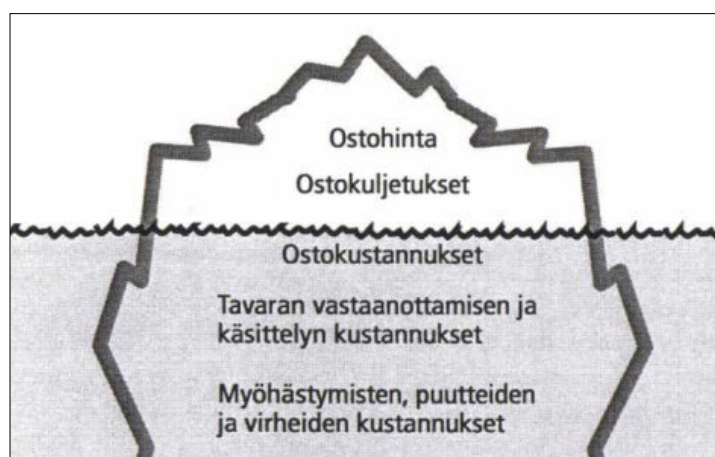 Ostohinta
Ostokuljetukset
Ostokustannukset
Tavaran vastaanottamisen ja
käsittelyn kustannukset
Myöhästymisten, puutteiden
ja virheiden kustannukset